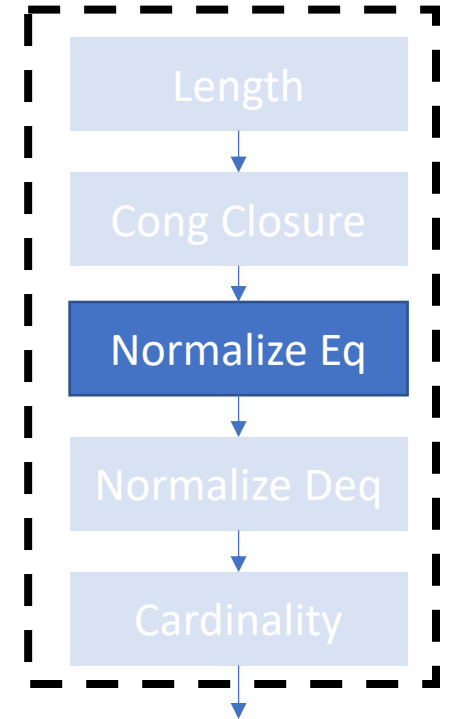 Length
Cong Closure
Normalize Eq
Normalize Deq
Cardinality